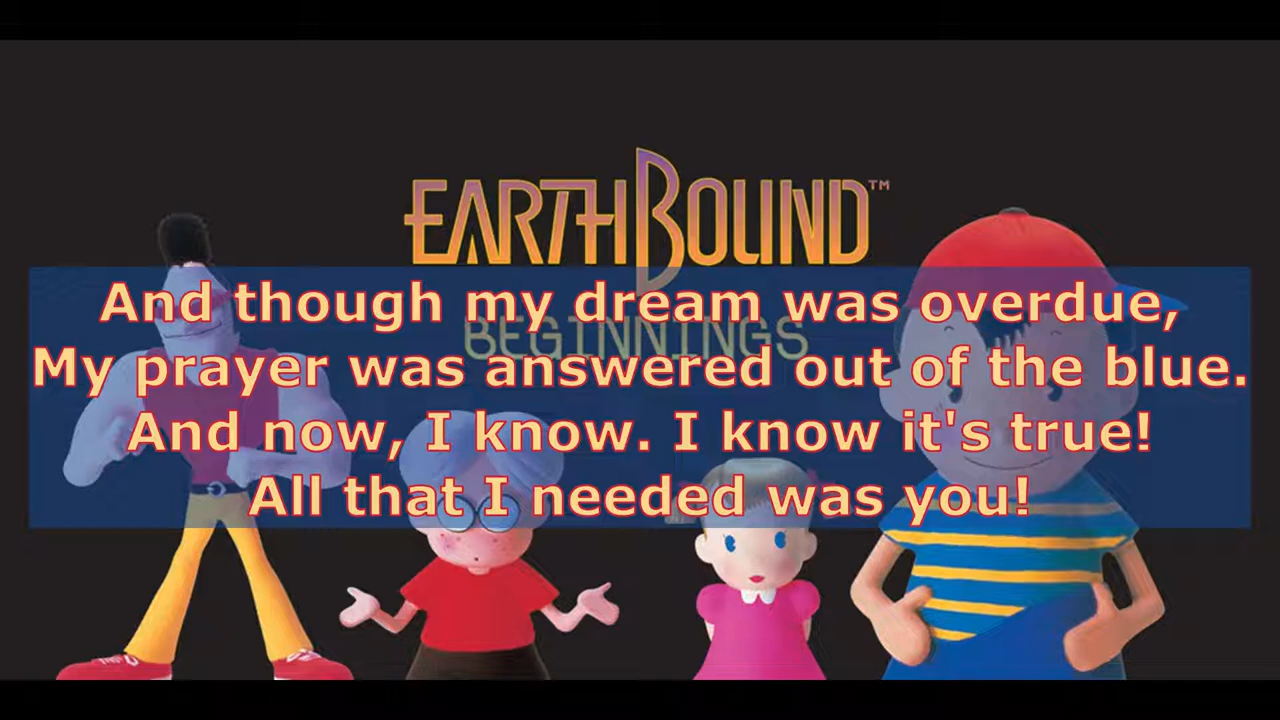 EARTHBOUND™
BEGINNINGS
And though my dream was overdue,
My prayer was answered out of the blue.
And now, I know. I know it's true!
All that I needed was you!